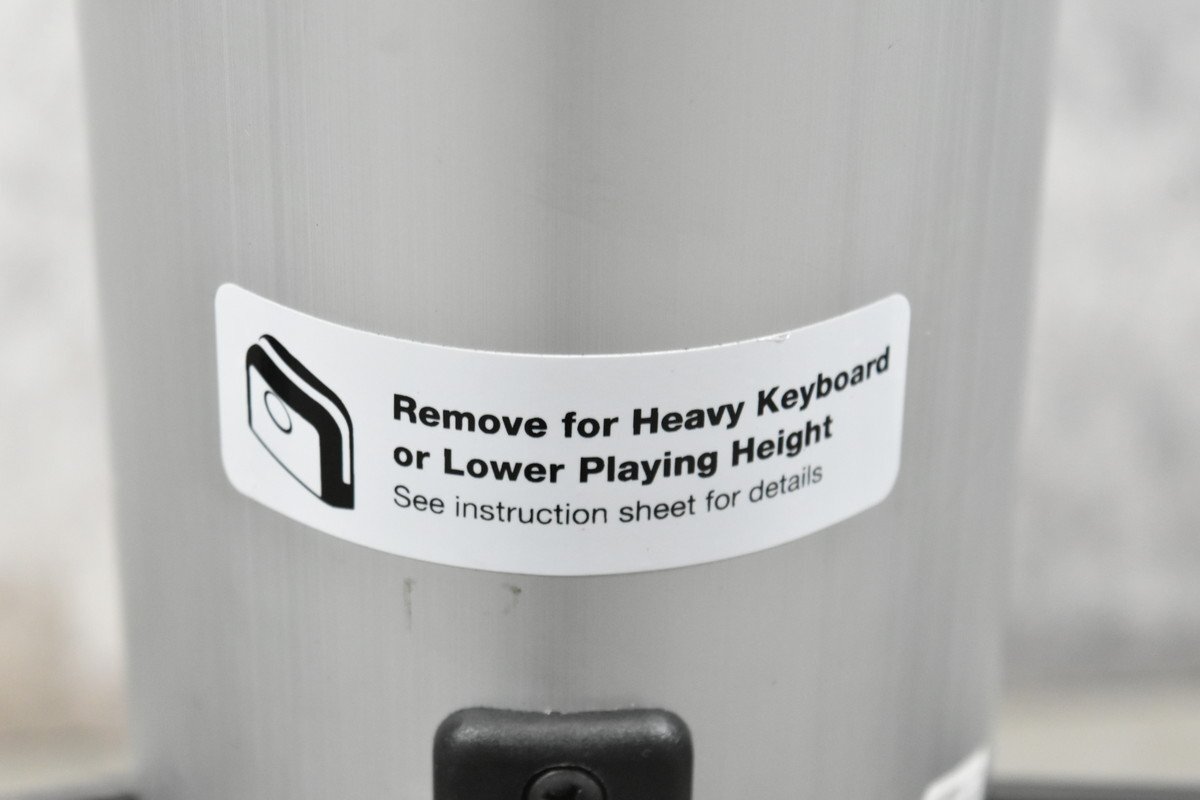 Remove for Heavy Keyboard
or Lower Playing Height
See instruction sheet for details